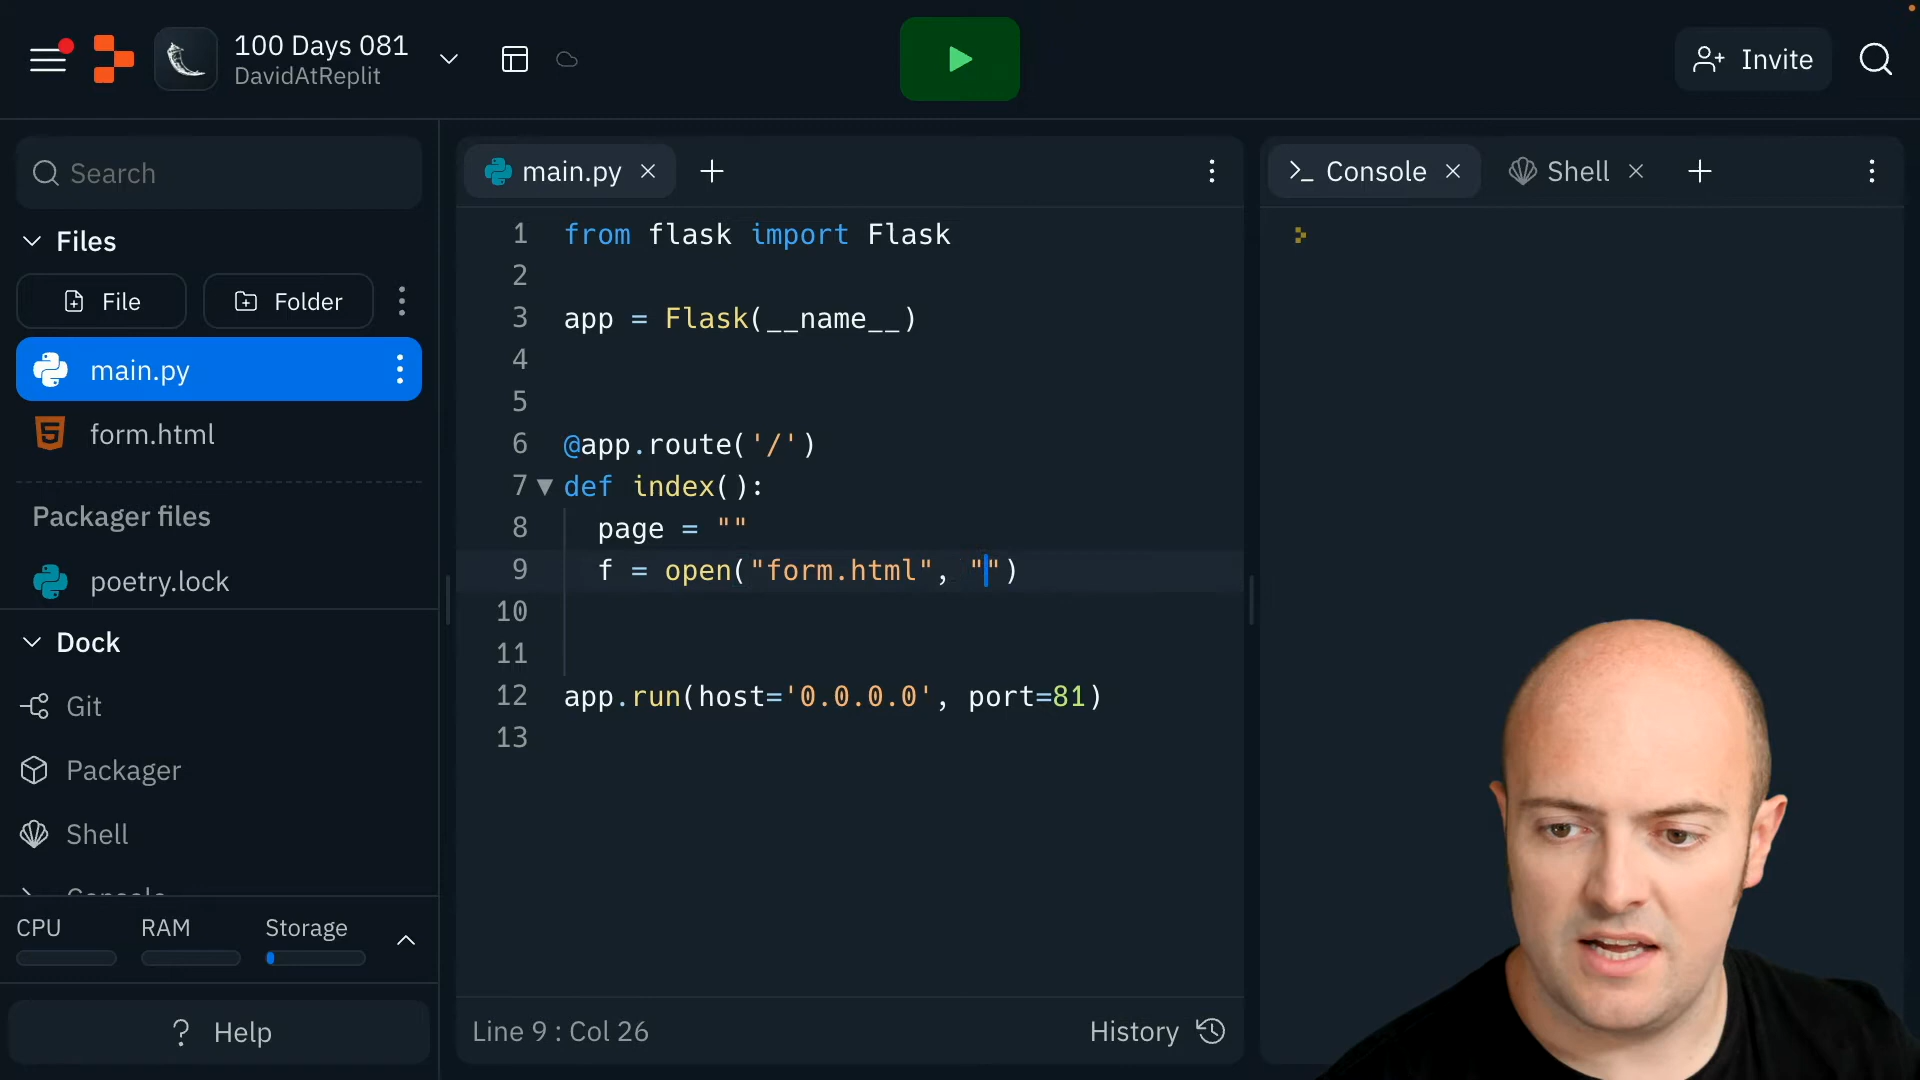 100 Days 081
DavidAtReplit
Invite
Search
Files
File
Folder
main.py
form.html
Packager files
poetry.lock
Dock
Git
Packager
Shell
Console
CPU
RAM
Storage
? Help
main.py
1 from flask import Flask
2
3 app = Flask(__name__)
4
5
6 @app.route('/')
7 def index():
8 page = ""
9 f = open("form.html", "")
10
11
12 app.run(host='0.0.0.0', port=81)
13
Line 9 : Col 26
History
Console
Shell